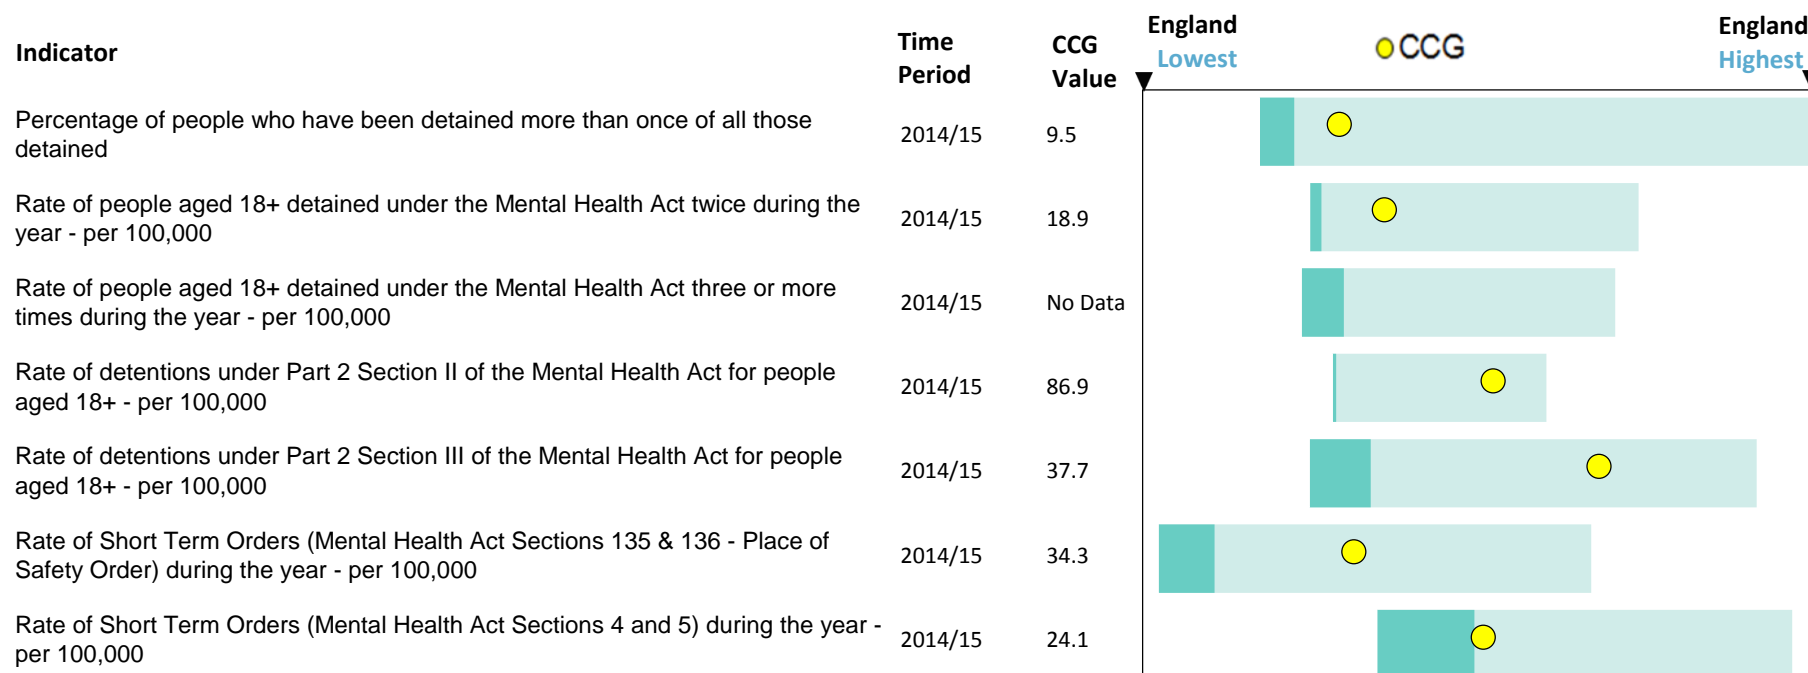 Indicator
Time
Period
CCG
Value
England
Lowest
CCG
England
Highest
Percentage of people who have been detained more than once of all those
detained
2014/15
9.5
Rate of people aged 18+ detained under the Mental Health Act twice during the
year - per 100,000
2014/15
18.9
Rate of people aged 18+ detained under the Mental Health Act three or more
times during the year - per 100,000
2014/15
No Data
Rate of detentions under Part 2 Section II of the Mental Health Act for people
aged 18+ - per 100,000
2014/15
86.9
Rate of detentions under Part 2 Section III of the Mental Health Act for people
aged 18+ - per 100,000
2014/15
37.7
Rate of Short Term Orders (Mental Health Act Sections 135 & 136 - Place of
Safety Order) during the year - per 100,000
2014/15
34.3
Rate of Short Term Orders (Mental Health Act Sections 4 and 5) during the year -
per 100,000
2014/15
24.1